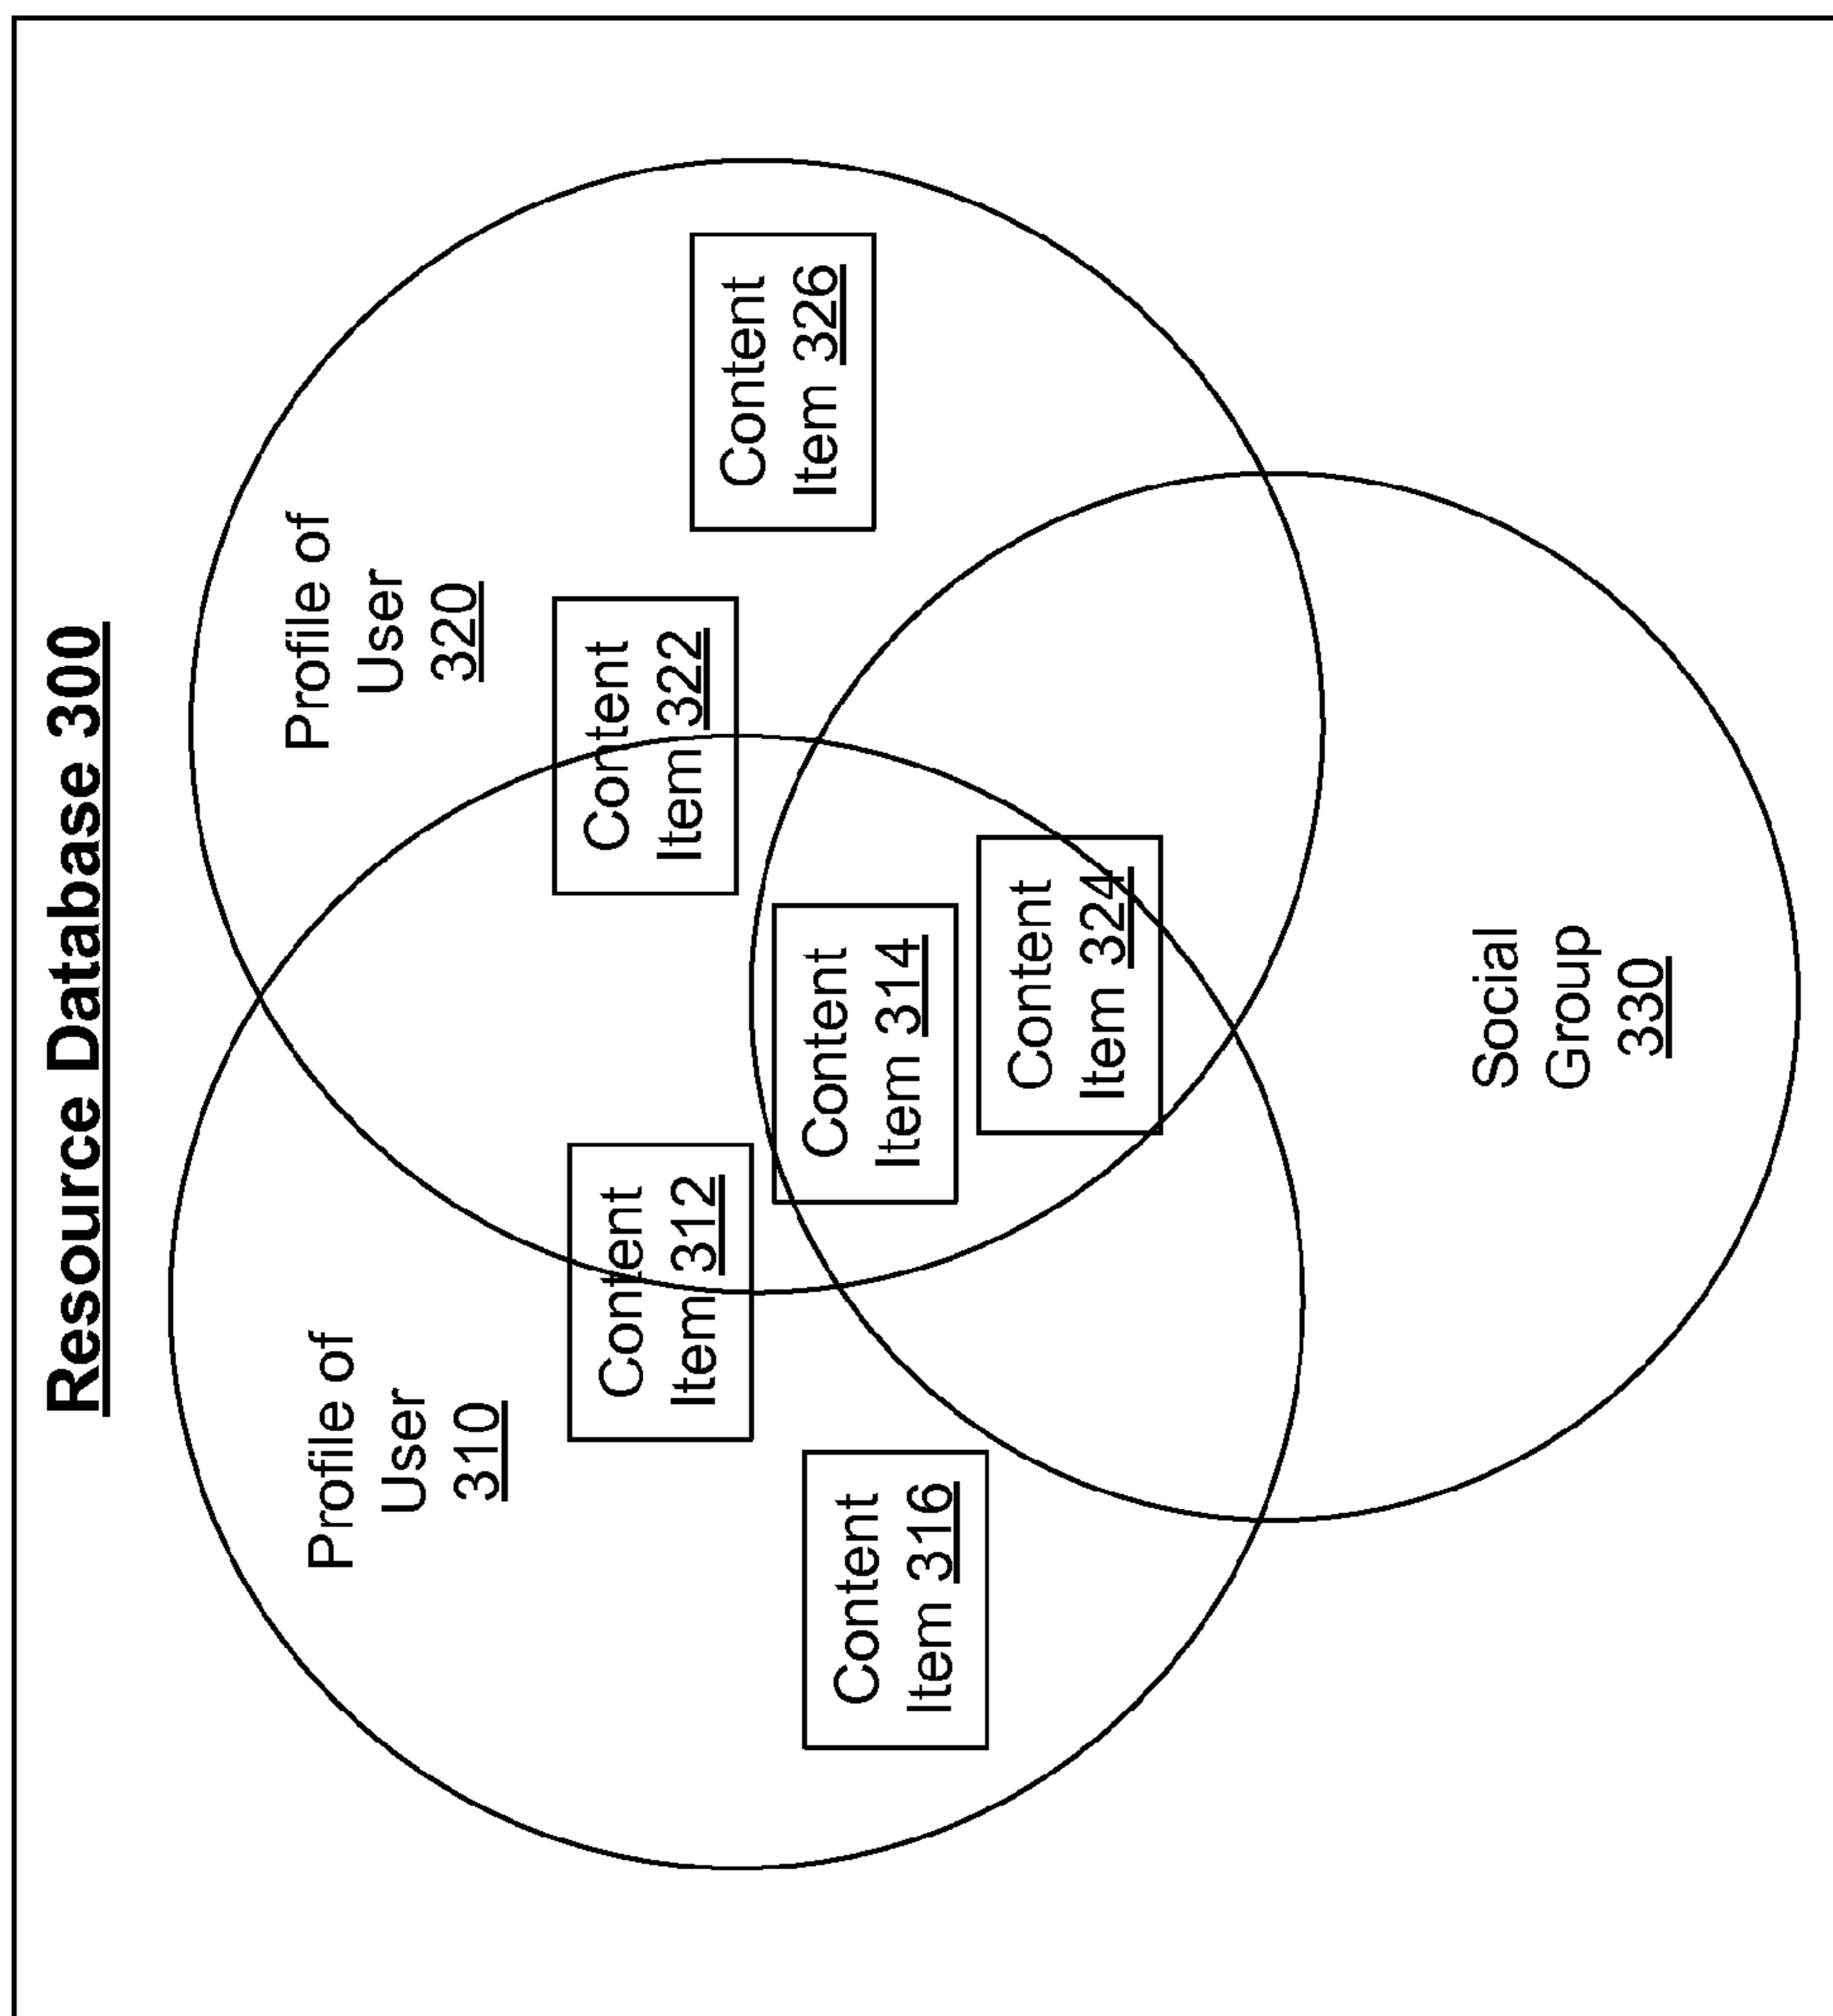 Resource Database 300
Profile of
User
310
Profile of
User
320
Content
Item 312
Content
Item 322
Content
Item 316
Content
Item 314
Content
Item 326
Content
Item 324
Social
Group
330